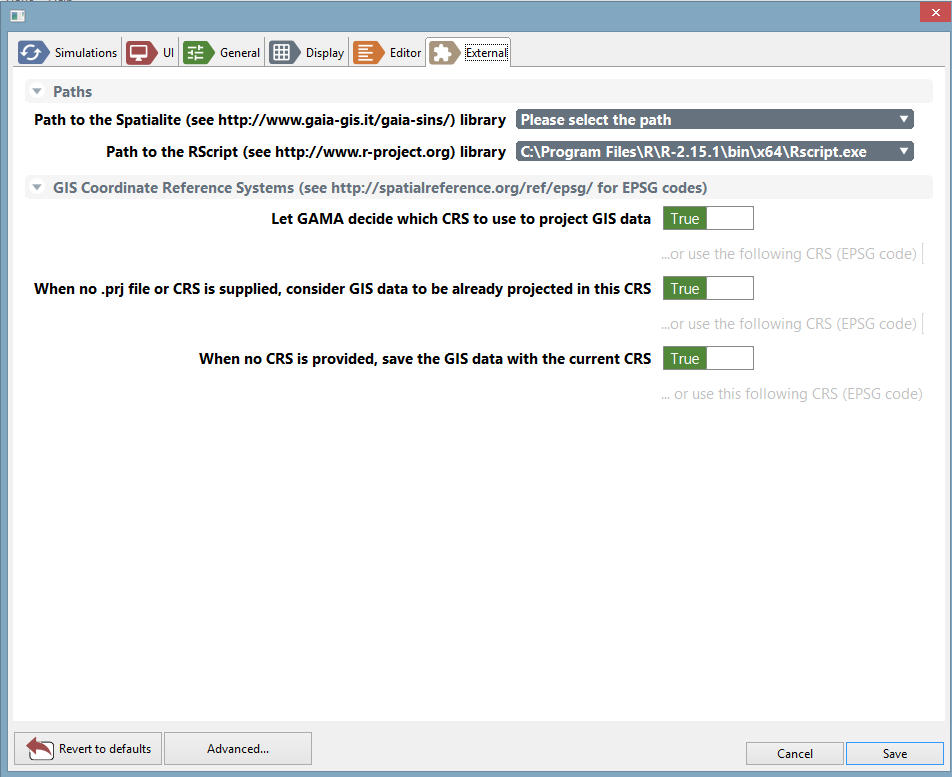 Simulations UI General Display Editor External
Paths
Path to the Spatialite (see http://www.gaia-gis.it/gaia-sins/) library Please select the path
Path to the RScript (see http://www.r-project.org) library C:\Program Files\R\R-2.15.1\bin\x64\Rscript.exe
GIS Coordinate Reference Systems (see http://spatialreference.org/ref/epsg/ for EPSG codes)
Let GAMA decide which CRS to use to project GIS data True
...or use the following CRS (EPSG code)
When no .prj file or CRS is supplied, consider GIS data to be already projected in this CRS True
...or use the following CRS (EPSG code)
When no CRS is provided, save the GIS data with the current CRS True
... or use this following CRS (EPSG code)
Revert to defaults Advanced... Cancel Save